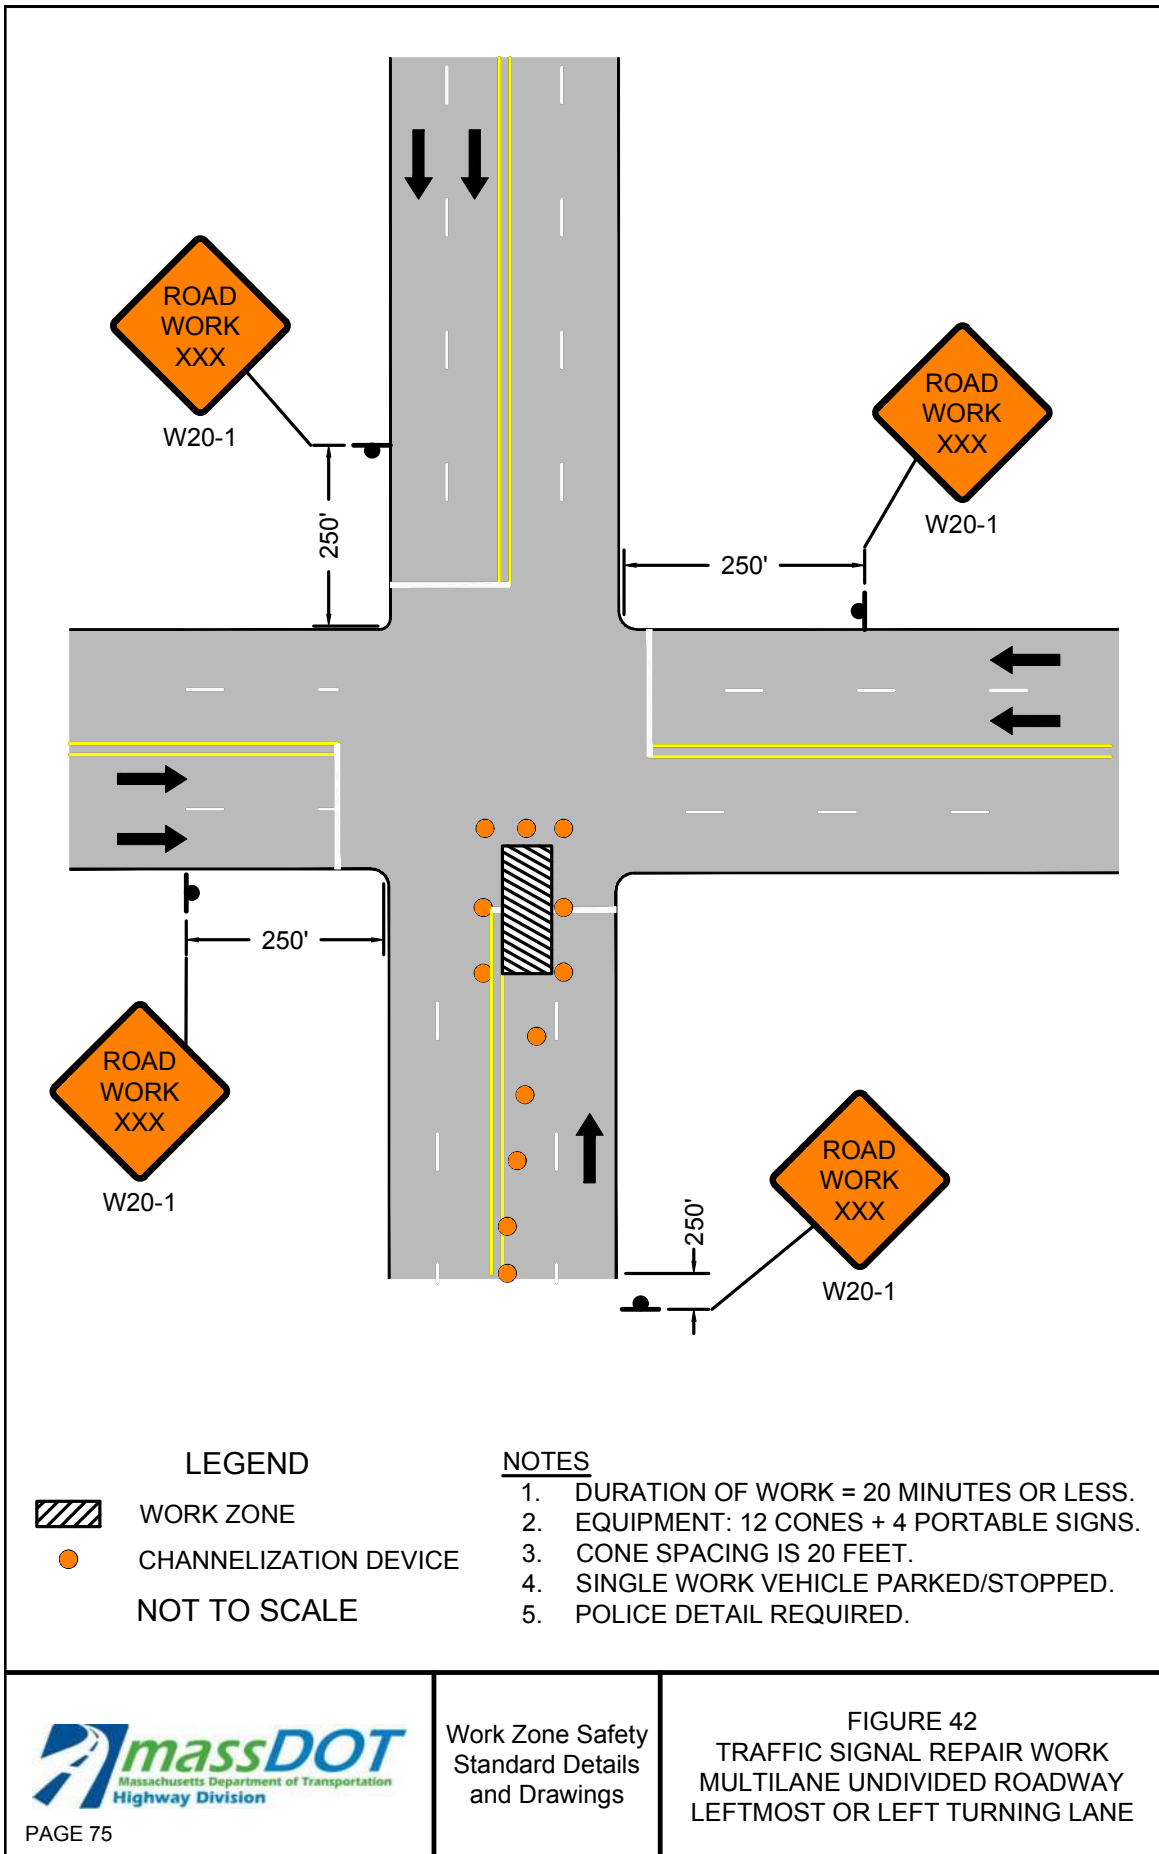 ROAD
WORK
XXX
W20-1
250'
ROAD
WORK
XXX
W20-1
250'
250'
ROAD
WORK
XXX
W20-1
ROAD
WORK
XXX
W20-1
250'
LEGEND
WORK ZONE
CHANNELIZATION DEVICE
NOT TO SCALE
NOTES
1. DURATION OF WORK = 20 MINUTES OR LESS.
2. EQUIPMENT: 12 CONES + 4 PORTABLE SIGNS.
3. CONE SPACING IS 20 FEET.
4. SINGLE WORK VEHICLE PARKED/STOPPED.
5. POLICE DETAIL REQUIRED.
massDOT
Massachusetts Department of Transportation
Highway Division
PAGE 75
Work Zone Safety
Standard Details
and Drawings
FIGURE 42
TRAFFIC SIGNAL REPAIR WORK
MULTILANE UNDIVIDED ROADWAY
LEFTMOST OR LEFT TURNING LANE